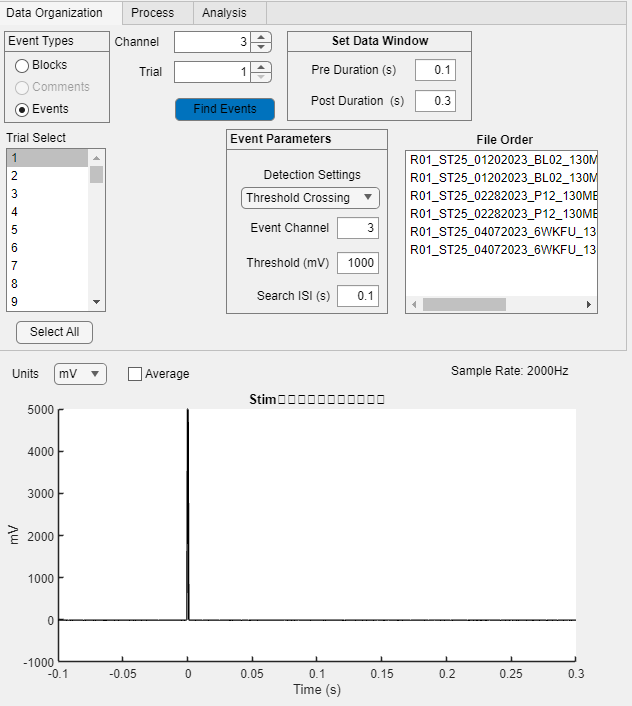 Data Organization Process Analysis
Event Types
Blocks
Comments
Events
Channel 3
Trial 1
Find Events
Set Data Window
Pre Duration (s) 0.1
Post Duration (s) 0.3
Trial Select
1
2
3
4
5
6
7
8
9
Select All
Event Parameters
Detection Settings
Threshold Crossing
Event Channel 3
Threshold (mV) 1000
Search ISI (s) 0.1
File Order
R01_ST25_01202023_BL02_130M
R01_ST25_01202023_BL02_130M
R01_ST25_02282023_P12_130ME
R01_ST25_02282023_P12_130ME
R01_ST25_04072023_6WKFU_13
R01_ST25_04072023_6WKFU_13
Units mV Average Sample Rate: 2000Hz
Stim
5000
4000
3000
2000
1000
0
-1000
mV
-0.1 -0.05 0 0.05 0.1 0.15 0.2 0.25 0.3
Time (s)